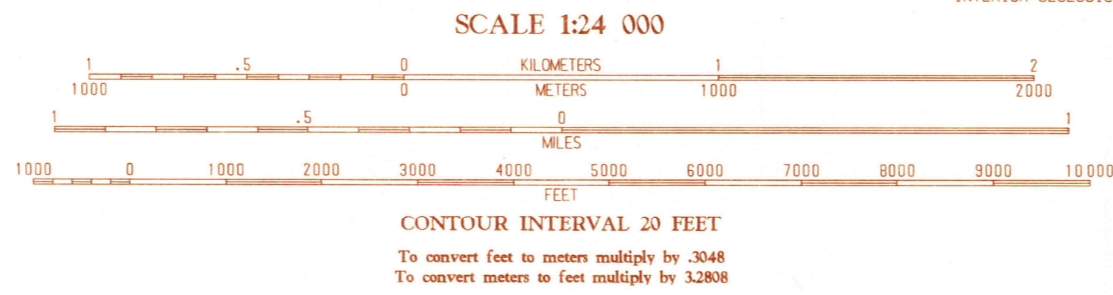 SCALE 1:24 000
1 .5 0 KILOMETERS 1 2
1000 0 METERS 1000 2000
1 .5 0 1
MILES
1000 0 1000 2000 3000 4000 5000 6000 7000 8000 9000 10 000
FEET
CONTOUR INTERVAL 20 FEET
To convert feet to meters multiply by .3048
To convert meters to feet multiply by 3.2808